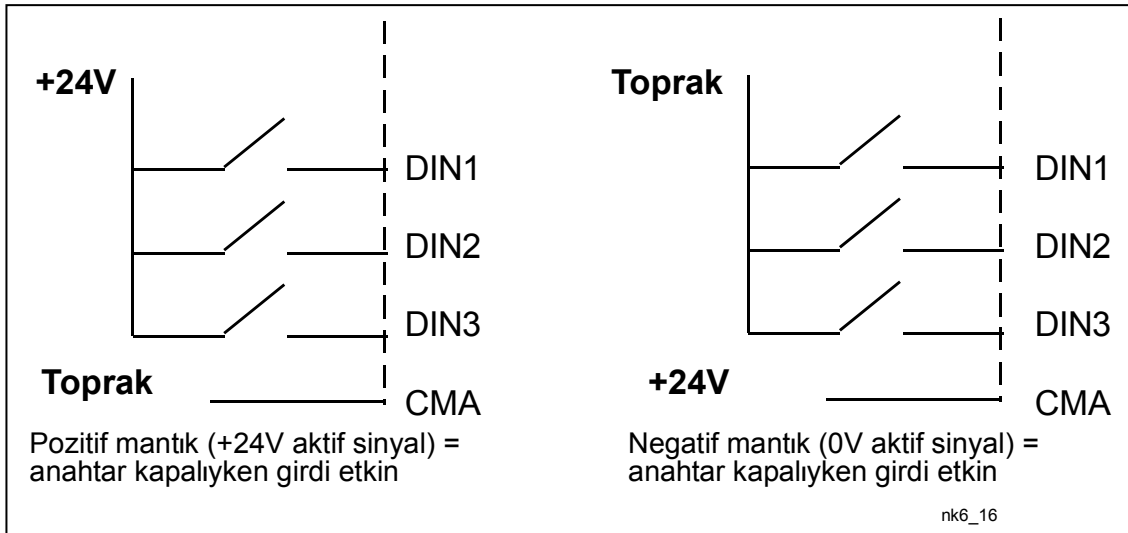 +24V
DIN1
DIN2
DIN3
Toprak
CMA
Pozitif mantık (+24V aktif sinyal) =
anahtar kapalıyken girdi etkin
Toprak
DIN1
DIN2
DIN3
+24V
CMA
Negatif mantık (0V aktif sinyal) =
anahtar kapalıyken girdi etkin
nk6_16